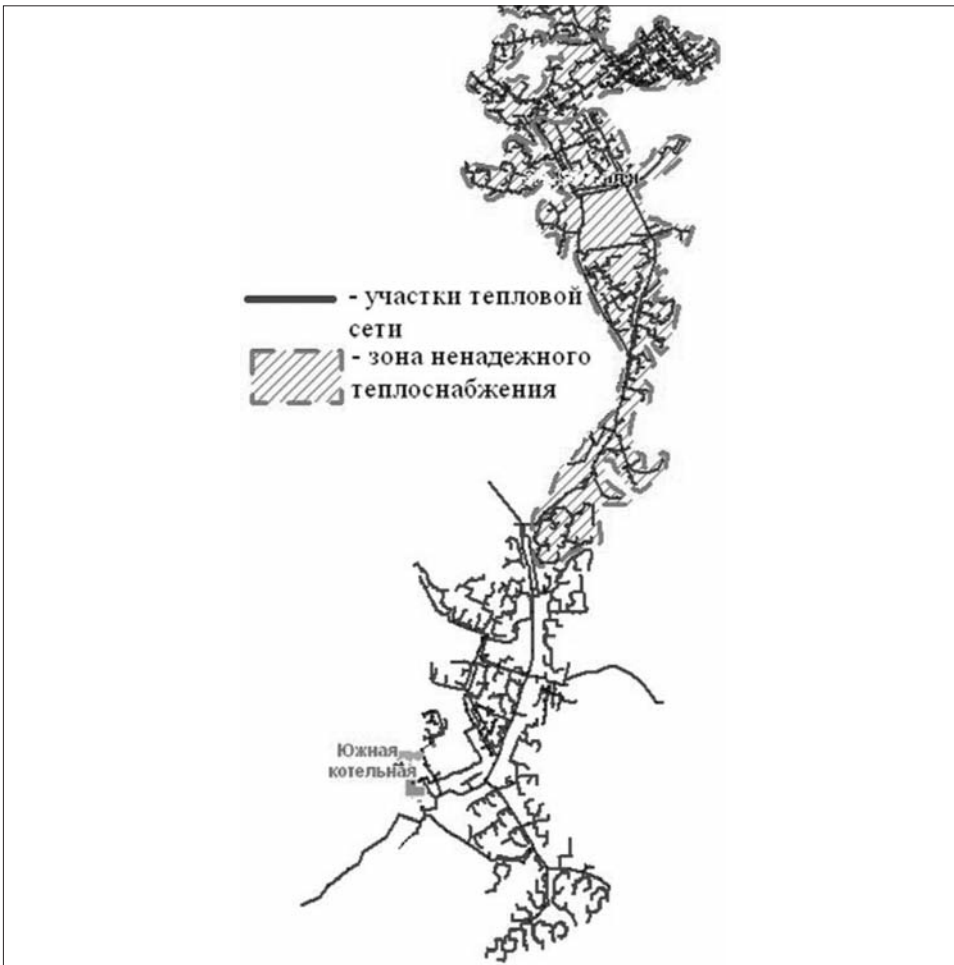 - участки тепловой
сети
- зона ненадежного
теплоснабжения
Южная
котельная